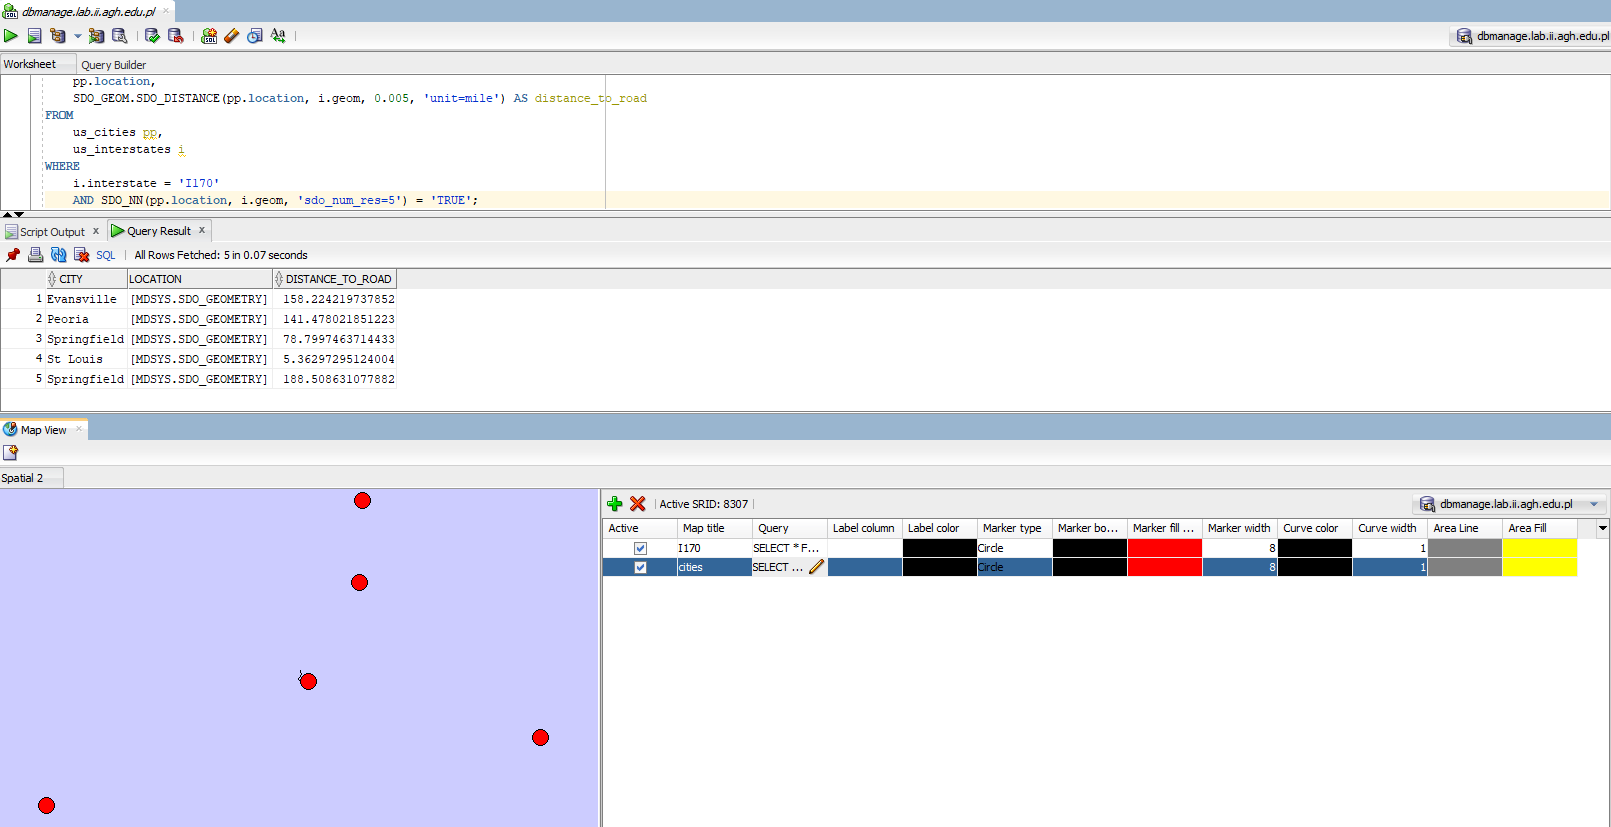 dbmanage.lab.ii.agh.edu.pl
dbmanage.lab.ii.agh.edu.pl
Worksheet Query Builder
pp.location,
SDO_GEOM.SDO_DISTANCE(pp.location, i.geom, 0.005, 'unit=mile') AS distance_to_road
FROM
us_cities pp,
us_interstates i
WHERE
i.interstate = 'I170'
AND SDO_NN(pp.location, i.geom, 'sdo_num_res=5') = 'TRUE';
Script Output x Query Result x
SQL All Rows Fetched: 5 in 0.07 seconds
CITY LOCATION DISTANCE_TO_ROAD
1 Evansville [MDSYS.SDO_GEOMETRY] 158.224219737852
2 Peoria [MDSYS.SDO_GEOMETRY] 141.478021851223
3 Springfield [MDSYS.SDO_GEOMETRY] 78.7997463714433
4 St Louis [MDSYS.SDO_GEOMETRY] 5.36297295124004
5 Springfield [MDSYS.SDO_GEOMETRY] 188.508631077882
Map View
Spatial 2
Active SRID: 8307 dbmanage.lab.ii.agh.edu.pl
Active Map title Query Label column Label color Marker type Marker bo... Marker fill ... Marker width Curve color Curve width Area Line Area Fill
I170 SELECT * F... Circle 8 1
cities SELECT ... Circle 8 1